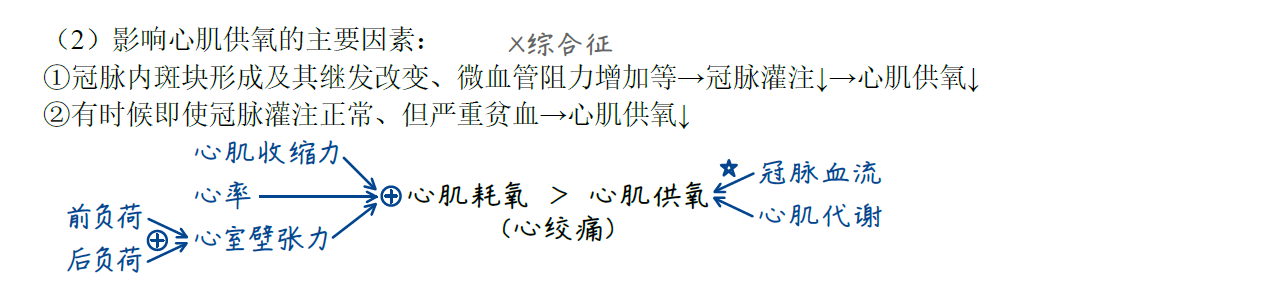 （2）影响心肌供氧的主要因素：
X综合征
①冠脉内斑块形成及其继发改变、微血管阻力增加等→冠脉灌注↓→心肌供氧↓
②有时候即使冠脉灌注正常、但严重贫血→心肌供氧↓
心肌收缩力
心率
前负荷
后负荷
⊕
心室壁张力
⊕心肌耗氧 > 心肌供氧
(心绞痛)
★
冠脉血流
心肌代谢